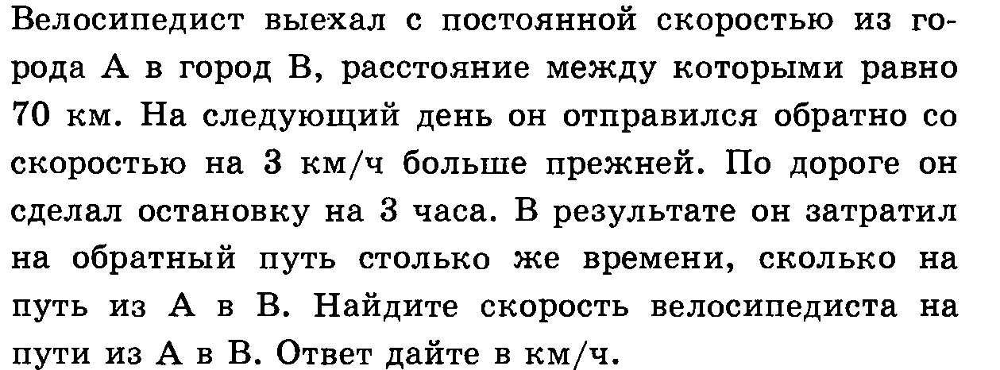 Велосипедист выехал с постоянной скоростью из го-
рода А в город В, расстояние между которыми равно
70 км. На следующий день он отправился обратно со
скоростью на 3 км/ч больше прежней. По дороге он
сделал остановку на 3 часа. В результате он затратил
на обратный путь столько же времени, сколько на
путь из А в В. Найдите скорость велосипедиста на
пути из А в В. Ответ дайте в км/ч.